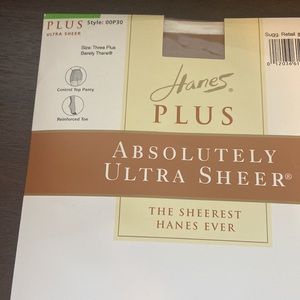 PLUS
Style: 00P30
ULTRA SHEER
Size: Three Plus
Barely There®
Control Top Panty
Reinforced Toe
Sugg. Retail
Hanes®
PLUS
ABSOLUTELY
ULTRA SHEER®
THE SHEEREST
HANES EVER